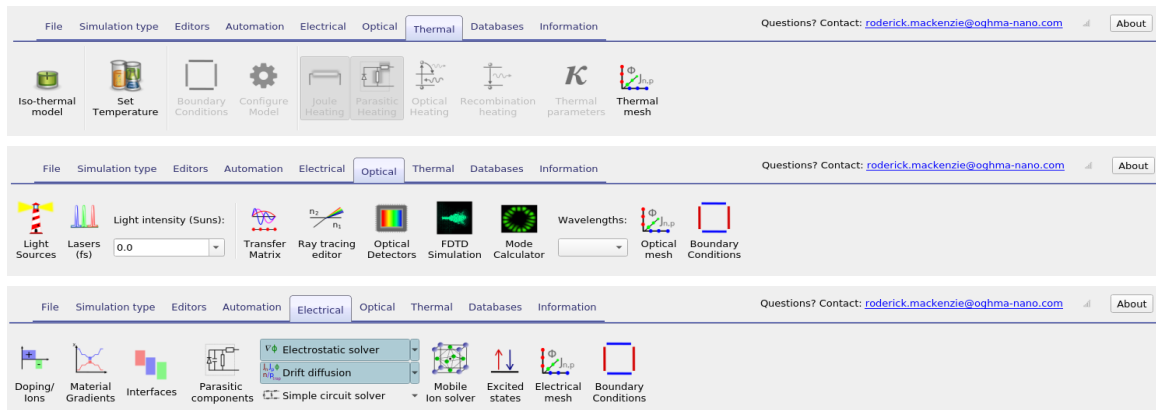 File Simulation type Editors Automation Electrical Optical Thermal Databases Information Questions? Contact: roderick.mackenzie@oghma-nano.com About
Iso-thermal model
Set Temperature
Boundary Conditions
Configure Model
Joule Heating
Parasitic Heating
Optical Heating
Recombination heating
K
Thermal parameters
Φ
Jn,p
Thermal mesh
File Simulation type Editors Automation Electrical Optical Thermal Databases Information Questions? Contact: roderick.mackenzie@oghma-nano.com About
Light Sources
Lasers (fs)
Light intensity (Suns):
0.0
Transfer Matrix
n2
n1
Ray tracing editor
Optical Detectors
FDTD Simulation
Mode Calculator
Wavelengths:
Φ
Jn,p
Optical mesh
Boundary Conditions
File Simulation type Editors Automation Electrical Optical Thermal Databases Information Questions? Contact: roderick.mackenzie@oghma-nano.com About
Doping/ Ions
Material Gradients
Interfaces
Parasitic components
∇Φ Electrostatic solver
Drift diffusion
Simple circuit solver
Mobile Ion solver
Excited states
Φ
Jn,p
Electrical mesh
Boundary Conditions